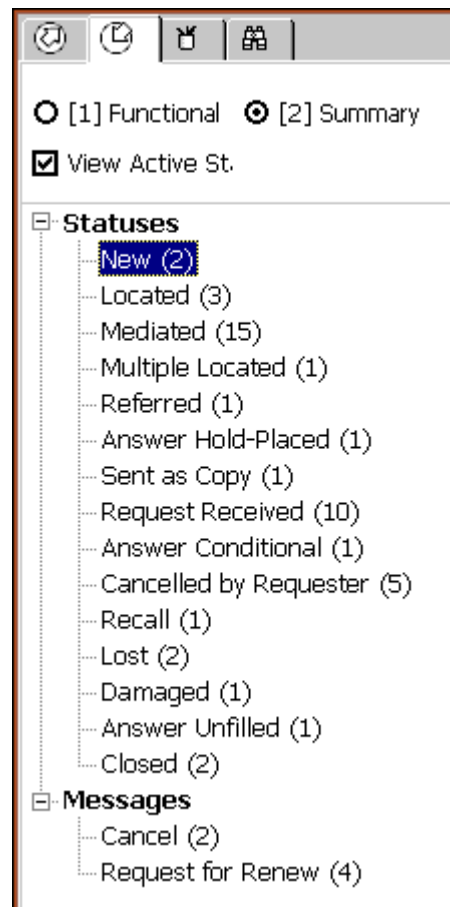 [1] Functional [2] Summary
View Active St
Statuses
New (2)
Located (3)
Mediated (15)
Multiple Located (1)
Referred (1)
Answer Hold-Placed (1)
Sent as Copy (1)
Request Received (10)
Answer Conditional (1)
Cancelled by Requester (5)
Recall (1)
Lost (2)
Damaged (1)
Answer Unfilled (1)
Closed (2)
Messages
Cancel (2)
Request for Renew (4)